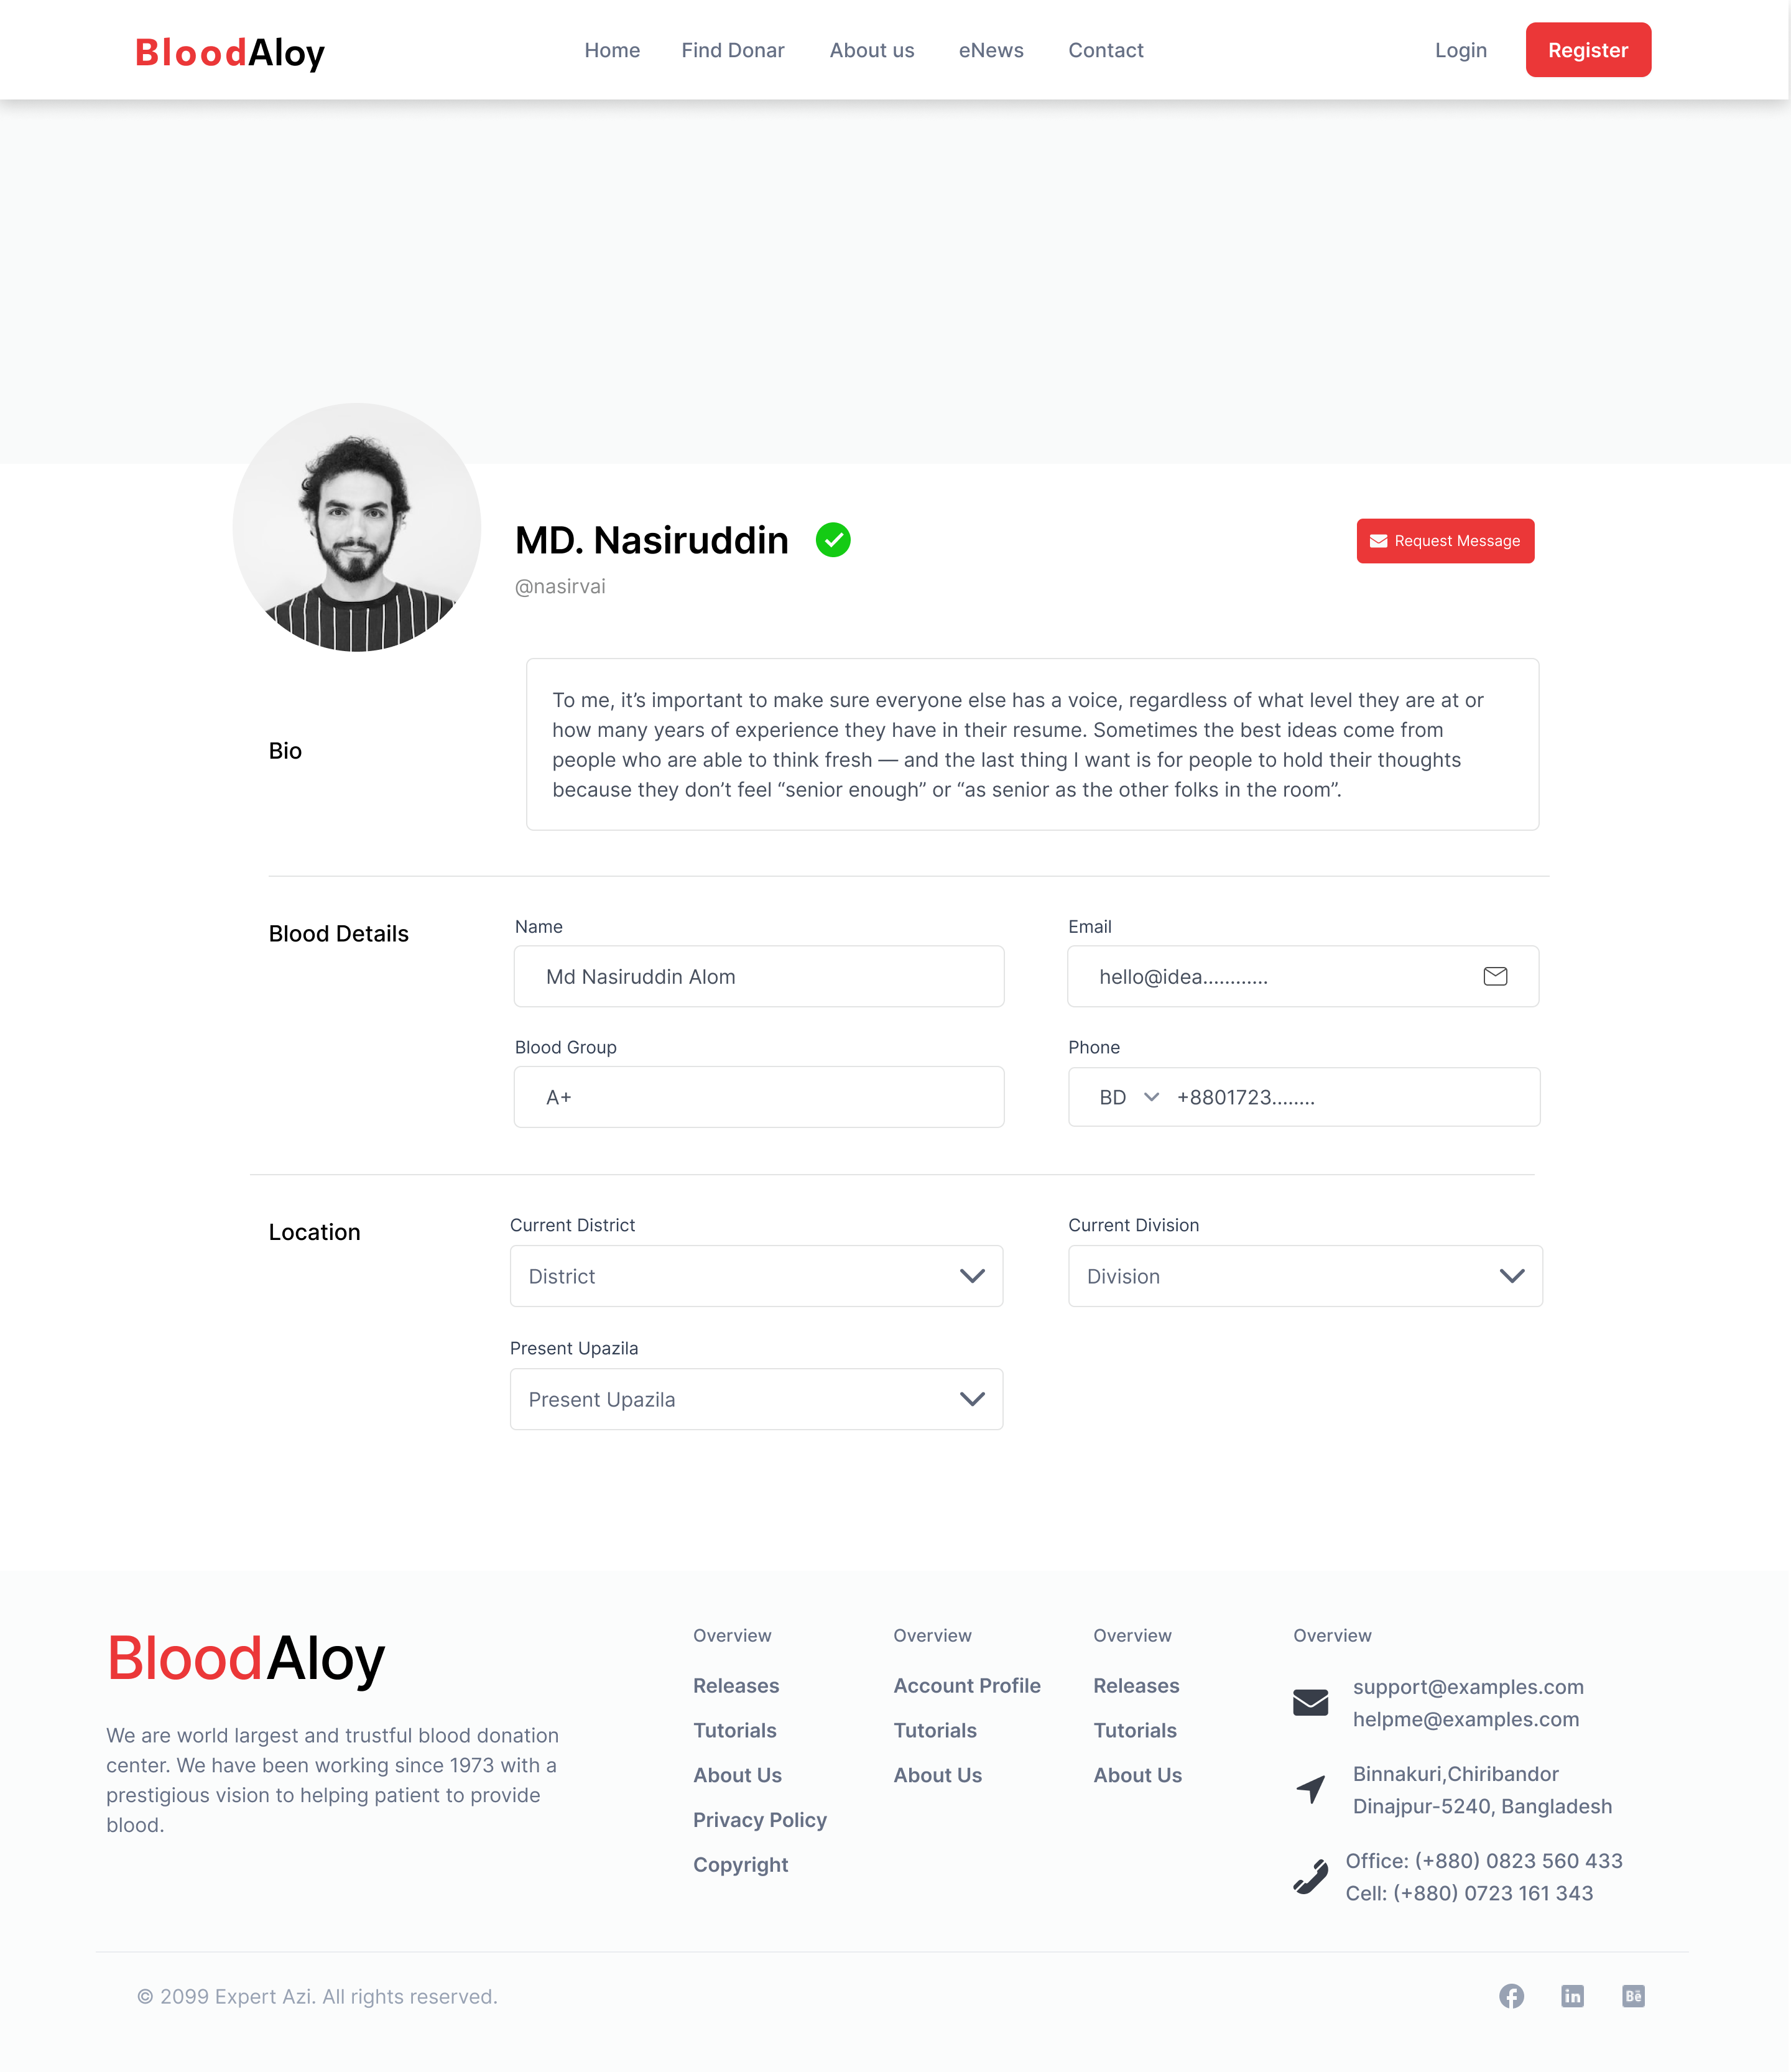 BloodAloy
Home Find Donar About us eNews Contact
Login Register
MD. Nasiruddin
@nasirvai
Request Message
Bio
To me, it’s important to make sure everyone else has a voice, regardless of what level they are at or
how many years of experience they have in their resume. Sometimes the best ideas come from
people who are able to think fresh — and the last thing I want is for people to hold their thoughts
because they don’t feel “senior enough” or “as senior as the other folks in the room”.
Blood Details
Name
Md Nasiruddin Alom
Email
hello@idea............
Blood Group
A+
Phone
BD +8801723........
Location
Current District
District
Current Division
Division
Present Upazila
Present Upazila
BloodAloy
We are world largest and trustful blood donation
center. We have been working since 1973 with a
prestigious vision to helping patient to provide
blood.
Overview
Releases
Tutorials
About Us
Privacy Policy
Copyright
Overview
Account Profile
Tutorials
About Us
Overview
Releases
Tutorials
About Us
Overview
support@examples.com
helpme@examples.com
Binnakuri,Chiribandor
Dinajpur-5240, Bangladesh
Office: (+880) 0823 560 433
Cell: (+880) 0723 161 343
© 2099 Expert Azi. All rights reserved.
in
Bē